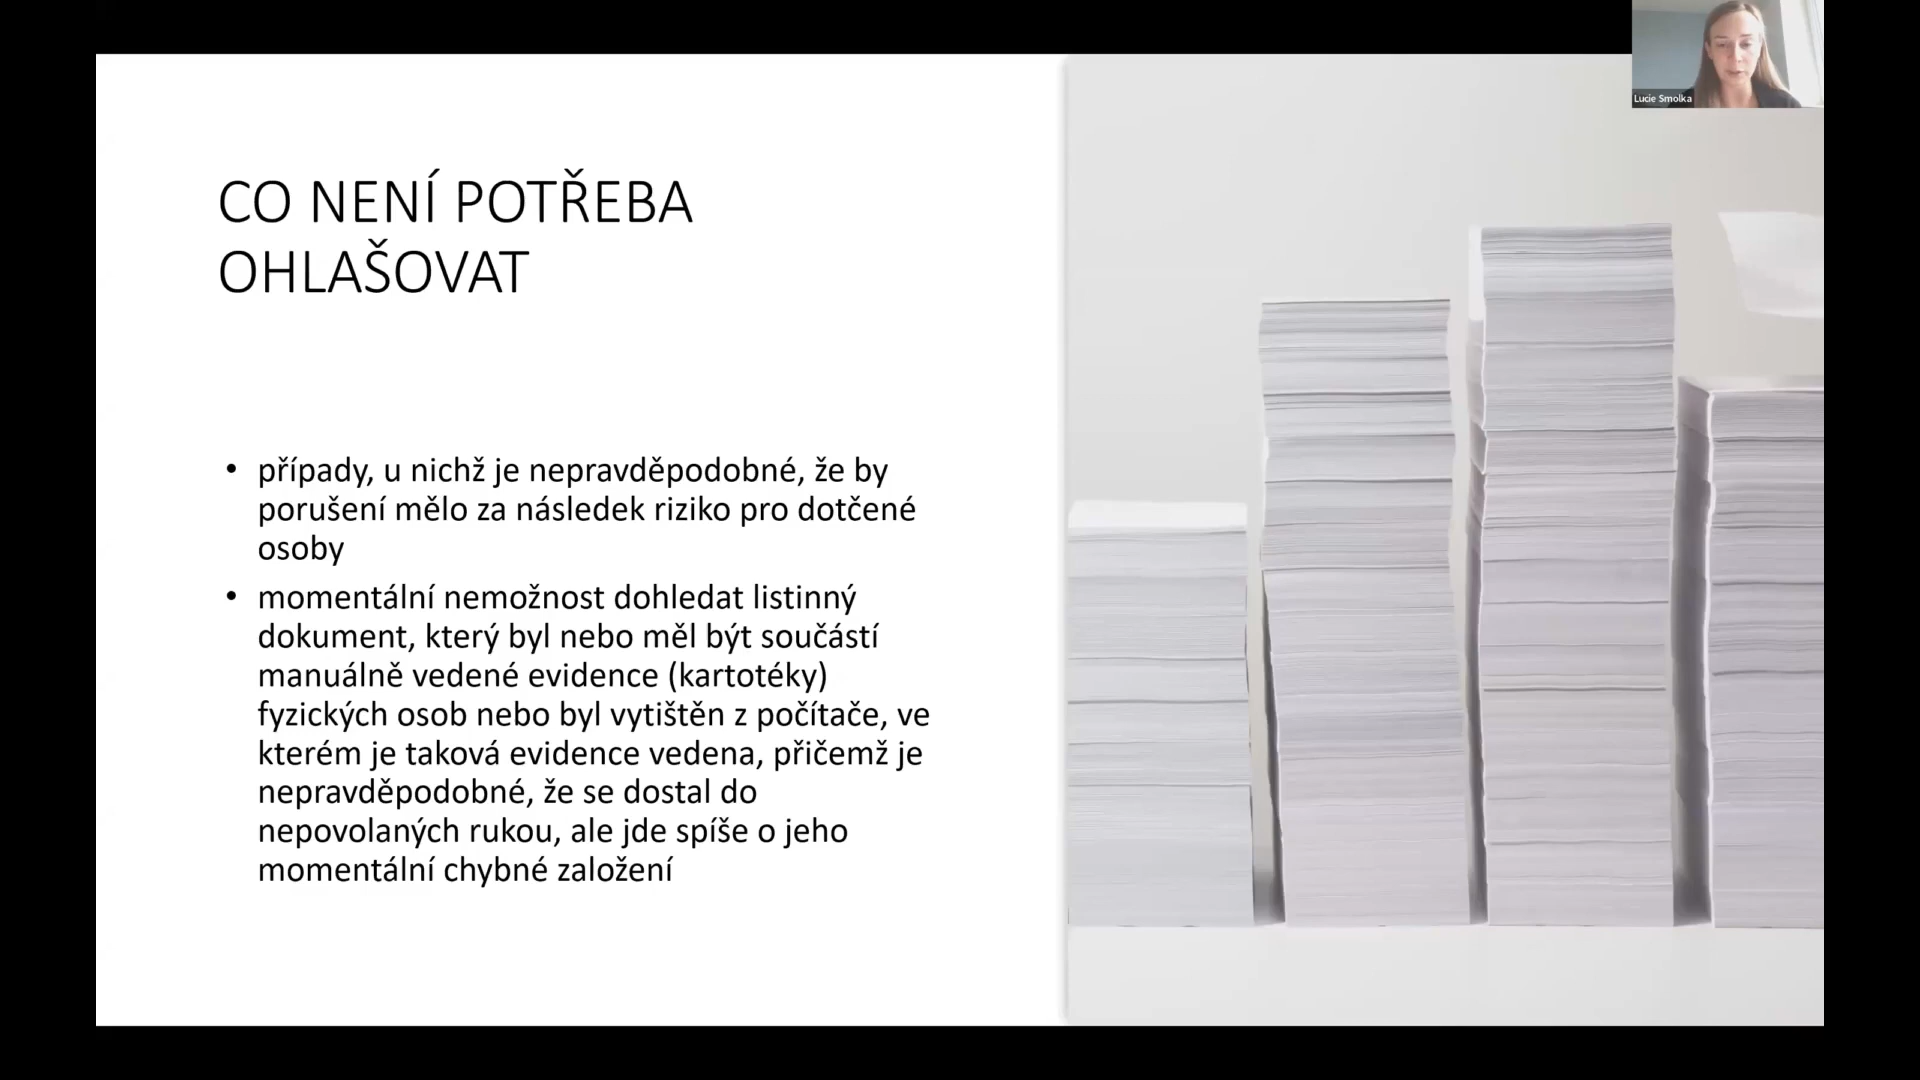 Lucie Smolka
CO NENÍ POTŘEBA
OHLAŠOVAT
• případy, u nichž je nepravděpodobné, že by
porušení mělo za následek riziko pro dotčené
osoby
• momentální nemožnost dohledat listinný
dokument, který byl nebo měl být součástí
manuálně vedené evidence (kartotéky)
fyzických osob nebo byl vytištěn z počítače, ve
kterém je taková evidence vedena, přičemž je
nepravděpodobné, že se dostal do
nepovolaných rukou, ale jde spíše o jeho
momentální chybné založení